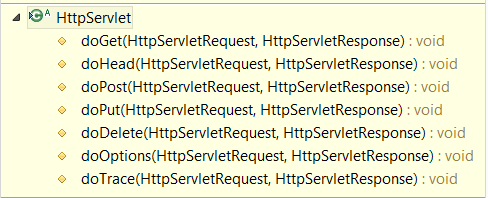 A HttpServlet
doGet(HttpServletRequest, HttpServletResponse) : void
doHead(HttpServletRequest, HttpServletResponse) : void
doPost(HttpServletRequest, HttpServletResponse) : void
doPut(HttpServletRequest, HttpServletResponse) : void
doDelete(HttpServletRequest, HttpServletResponse) : void
doOptions(HttpServletRequest, HttpServletResponse) : void
doTrace(HttpServletRequest, HttpServletResponse) : void